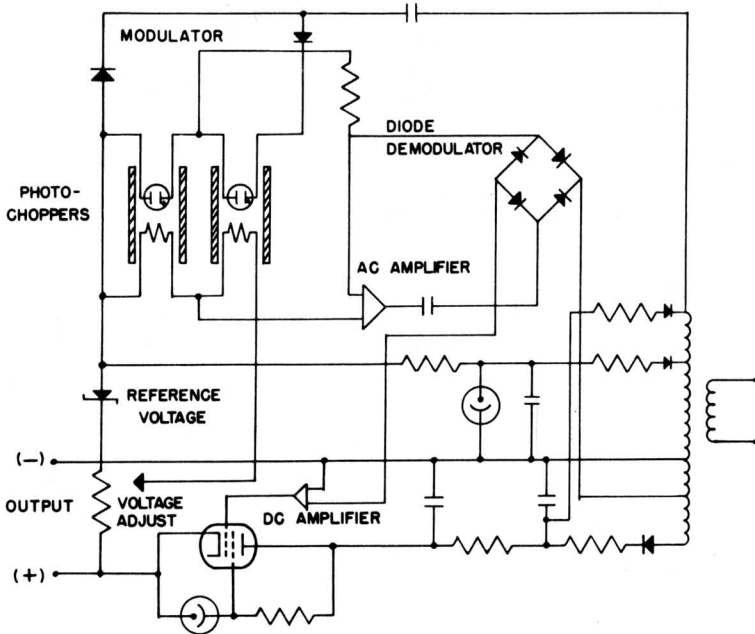 MODULATOR
DIODE
DEMODULATOR
PHOTO-
CHOPPERS
AC AMPLIFIER
REFERENCE
VOLTAGE
(-)
OUTPUT
VOLTAGE
ADJUST
DC AMPLIFIER
(+)